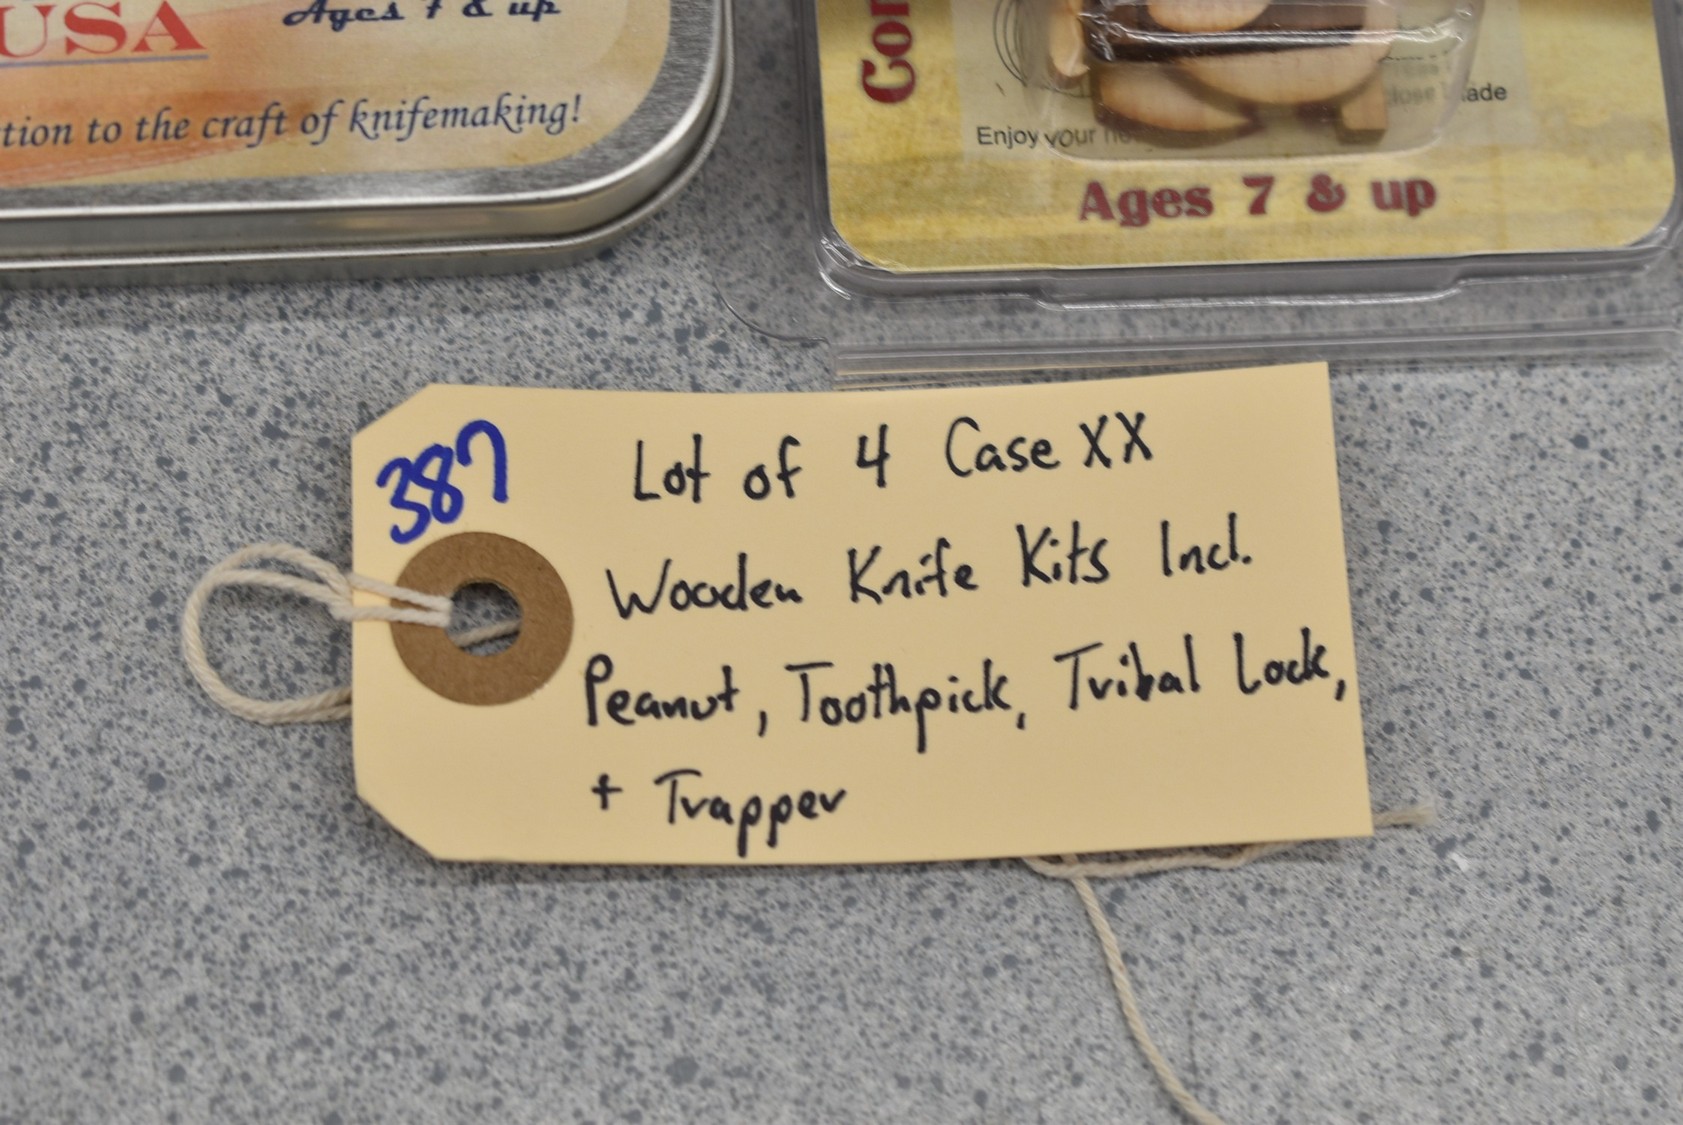 USA
Ages 7 & up
tion to the craft of knifemaking!
Enjoy your
Ages 7 & up
387
Lot of 4 Case XX
Wooden Knife Kits Incl.
Peanut, Toothpick, Tribal Lock,
+ Trapper